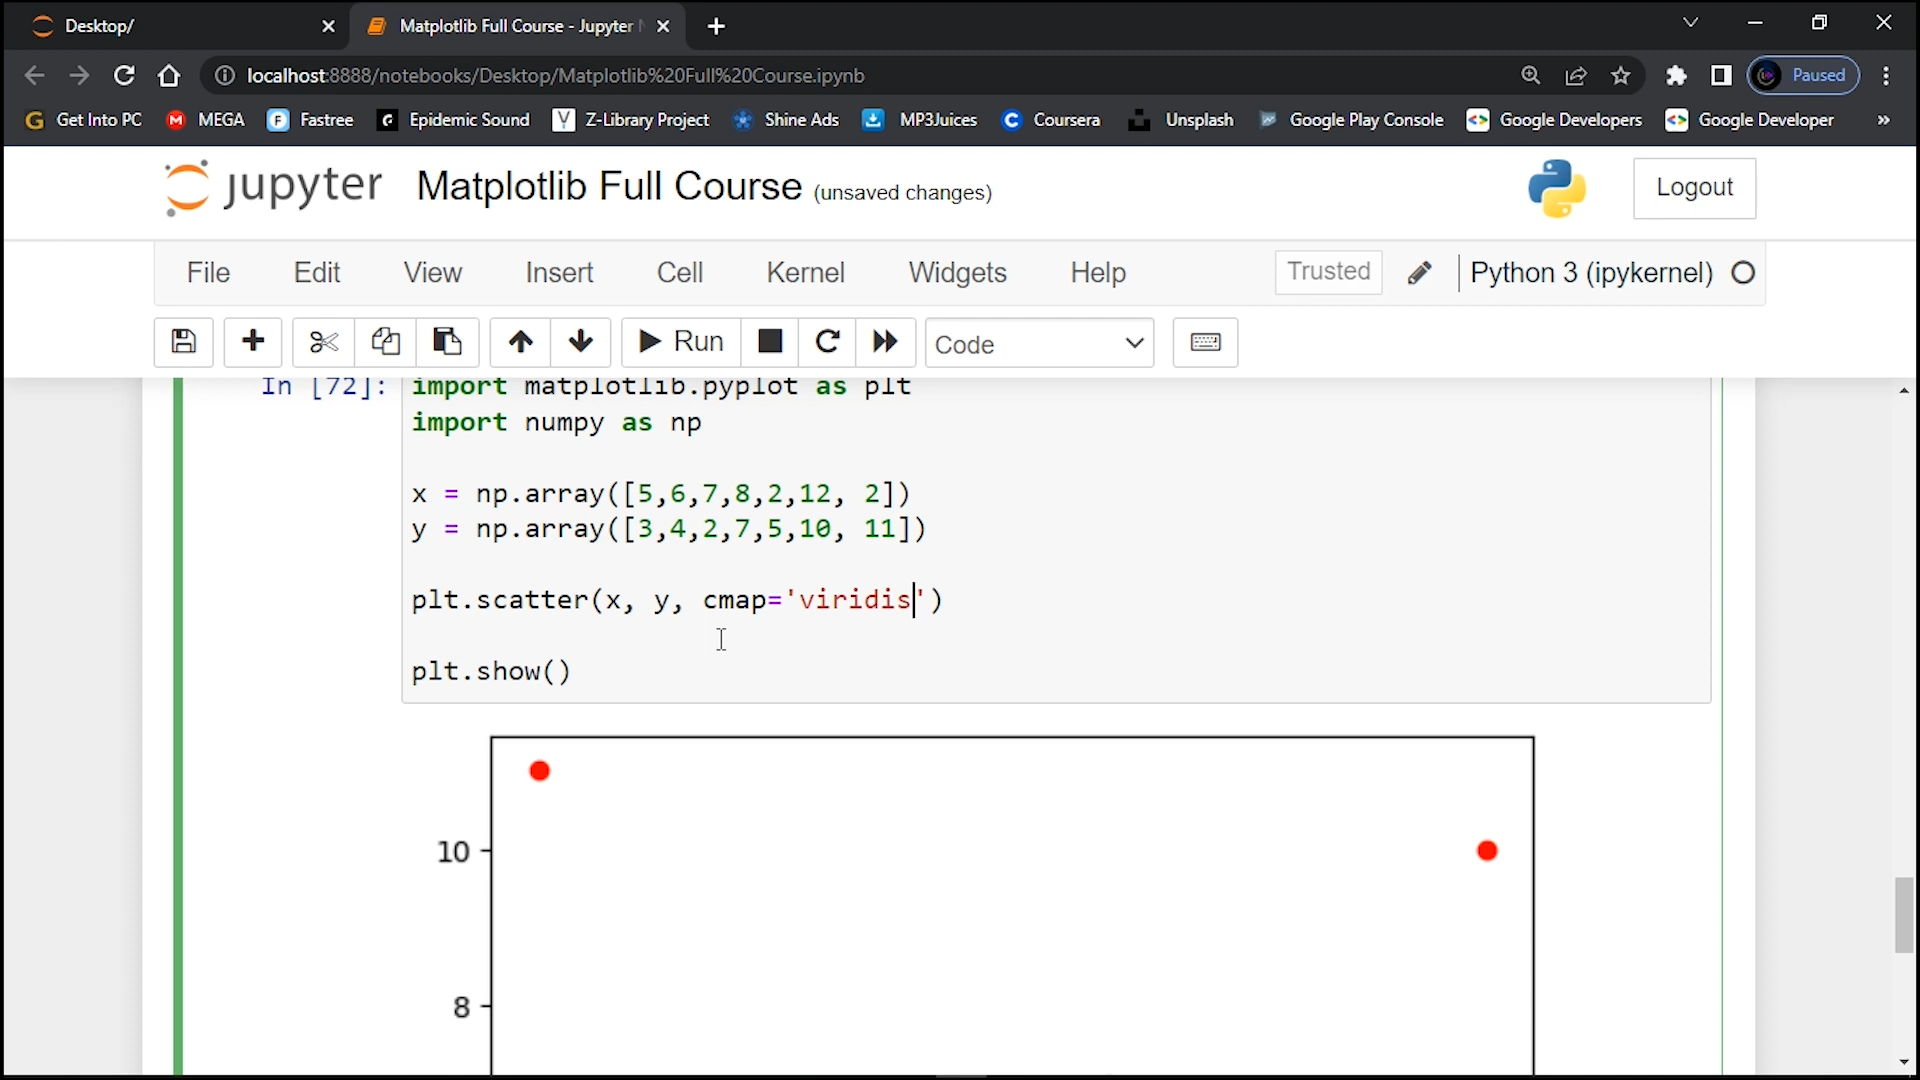 Desktop/
Matplotlib Full Course - Jupyter
localhost:8888/notebooks/Desktop/Matplotlib%20Full%20Course.ipynb
Paused
Get Into PC MEGA Fastree Epidemic Sound Z-Library Project Shine Ads MP3Juices Coursera Unsplash Google Play Console Google Developers Google Developer »
jupyter Matplotlib Full Course (unsaved changes) Logout
File Edit View Insert Cell Kernel Widgets Help Trusted Python 3 (ipykernel)
Run Code
In [72]: import matplotlib.pyplot as plt
import numpy as np
x = np.array([5,6,7,8,2,12, 2])
y = np.array([3,4,2,7,5,10, 11])
plt.scatter(x, y, cmap='viridis')
plt.show()
10
8